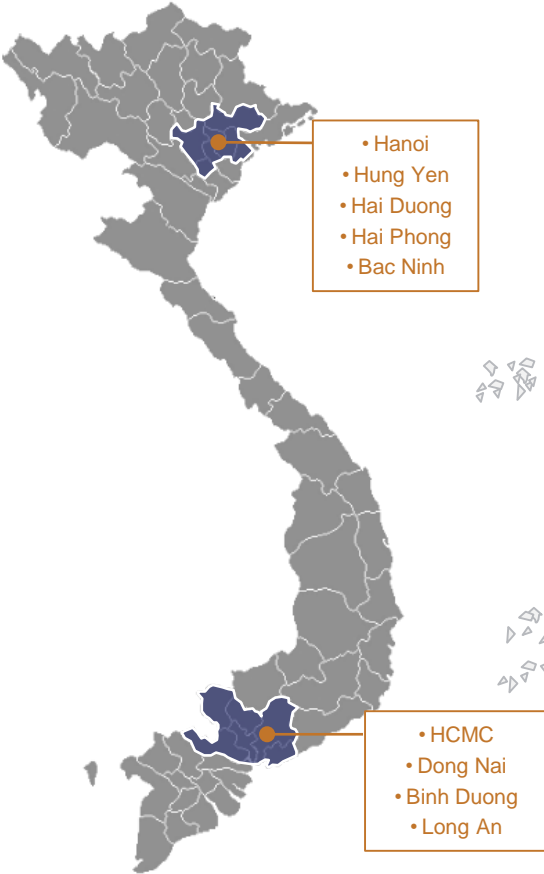 • Hanoi
• Hung Yen
• Hai Duong
• Hai Phong
• Bac Ninh
• HCMC
• Dong Nai
• Binh Duong
• Long An